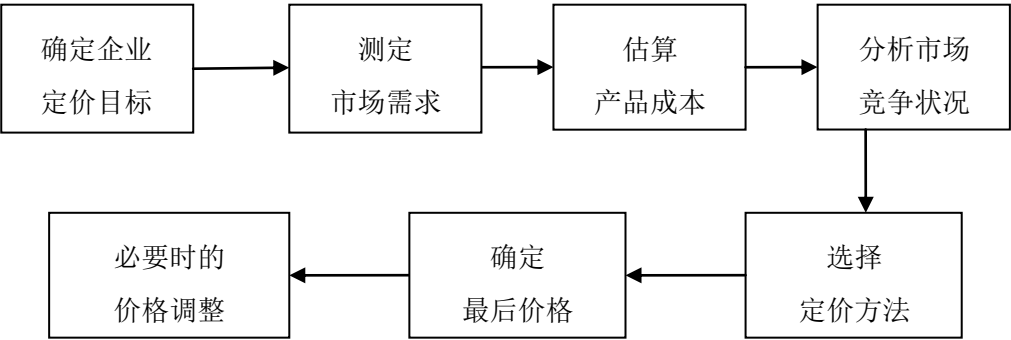 确定企业
定价目标
测定
市场需求
估算
产品成本
分析市场
竞争状况
选择
定价方法
确定
最后价格
必要时的
价格调整